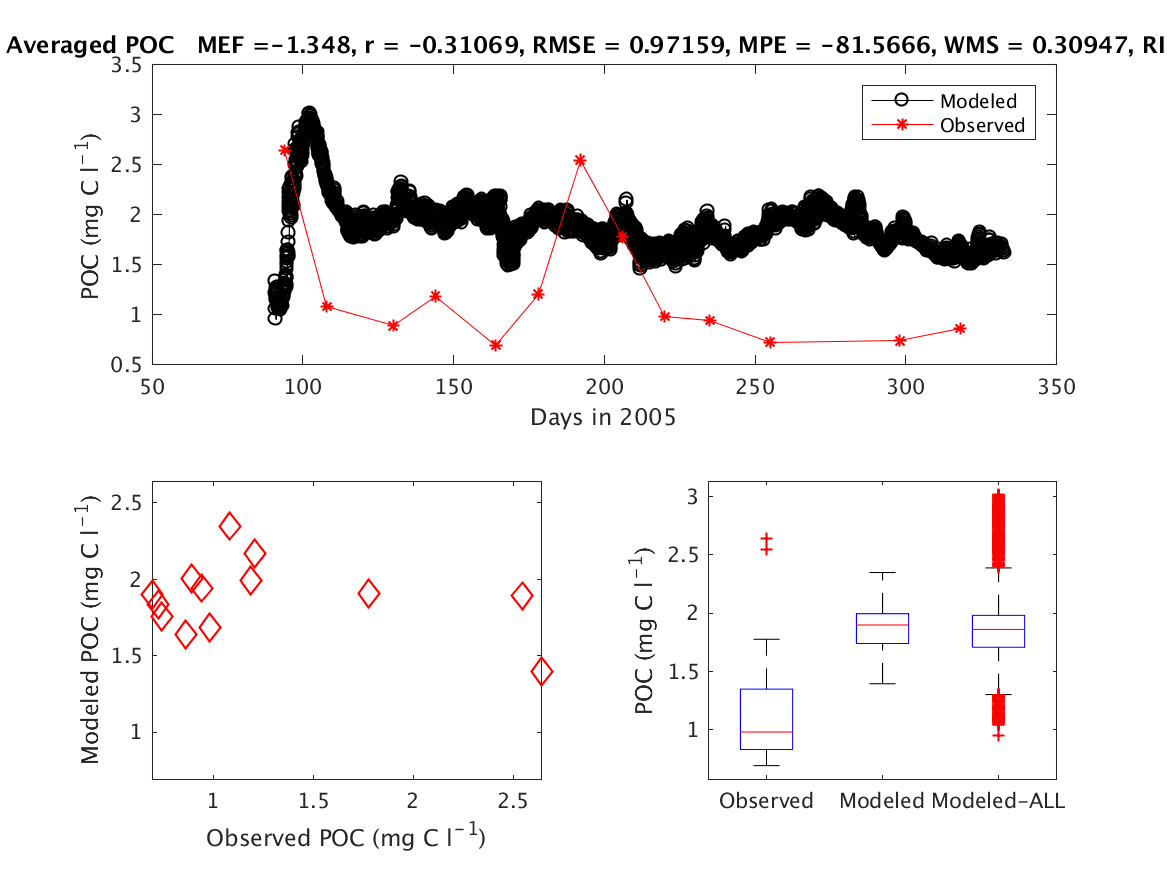 Averaged POC   MEF =-1.348, r = -0.31069, RMSE = 0.97159, MPE = -81.5666, WMS = 0.30947, RI
3.5
3
2.5
2
1.5
1
0.5
POC (mg C l⁻¹)
Modeled
Observed
50 100 150 200 250 300 350
Days in 2005
2.5
2
1.5
1
Modeled POC (mg C l⁻¹)
1 1.5 2 2.5
Observed POC (mg C l⁻¹)
3
2.5
2
1.5
1
POC (mg C l⁻¹)
Observed Modeled Modeled-ALL